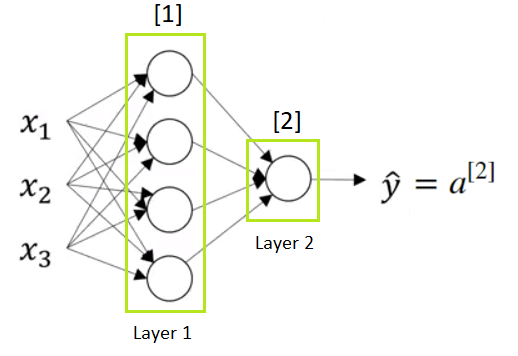 [1]
x₁
x₂
x₃
[2]
ŷ = a^[2]
Layer 2
Layer 1